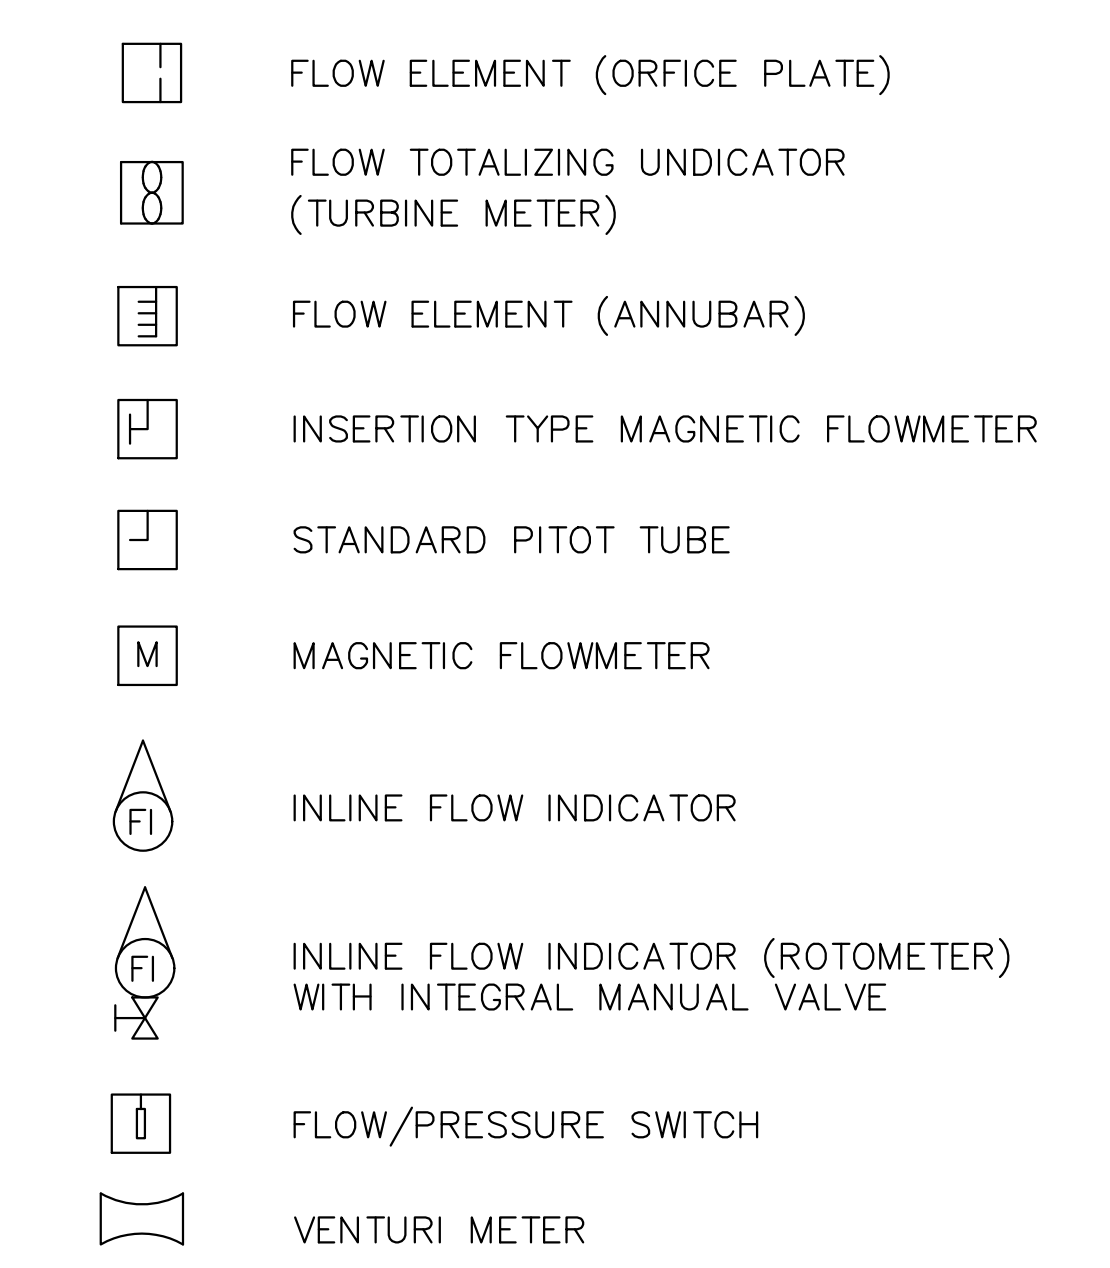 FLOW ELEMENT (ORFICE PLATE)
FLOW TOTALIZING UNDICATOR
(TURBINE METER)
FLOW ELEMENT (ANNUBAR)
INSERTION TYPE MAGNETIC FLOWMETER
STANDARD PITOT TUBE
M MAGNETIC FLOWMETER
FI INLINE FLOW INDICATOR
FI INLINE FLOW INDICATOR (ROTOMETER)
WITH INTEGRAL MANUAL VALVE
FLOW/PRESSURE SWITCH
VENTURI METER